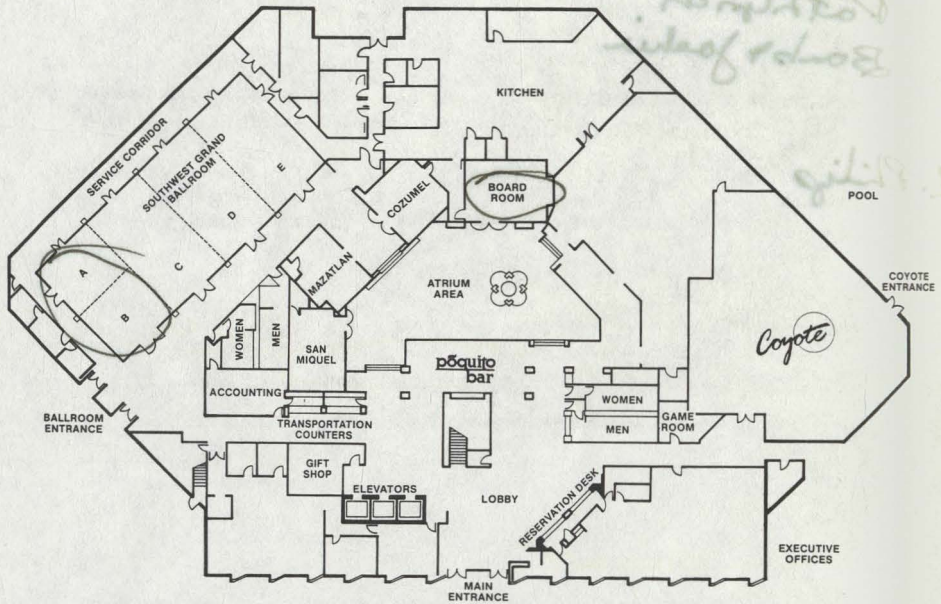 KITCHEN
SERVICE CORRIDOR
SOUTHWEST GRAND
BALLROOM
E
D
C
A
B
COZUMEL
BOARD
ROOM
POOL
MAZATLAN
ATRIUM
AREA
COYOTE
ENTRANCE
WOMEN
MEN
SAN
MIQUEL
pōquito
bar
Coyote
ACCOUNTING
WOMEN
MEN
GAME
ROOM
BALLROOM
ENTRANCE
TRANSPORTATION
COUNTERS
GIFT
SHOP
ELEVATORS
LOBBY
RESERVATION DESK
EXECUTIVE
OFFICES
MAIN
ENTRANCE